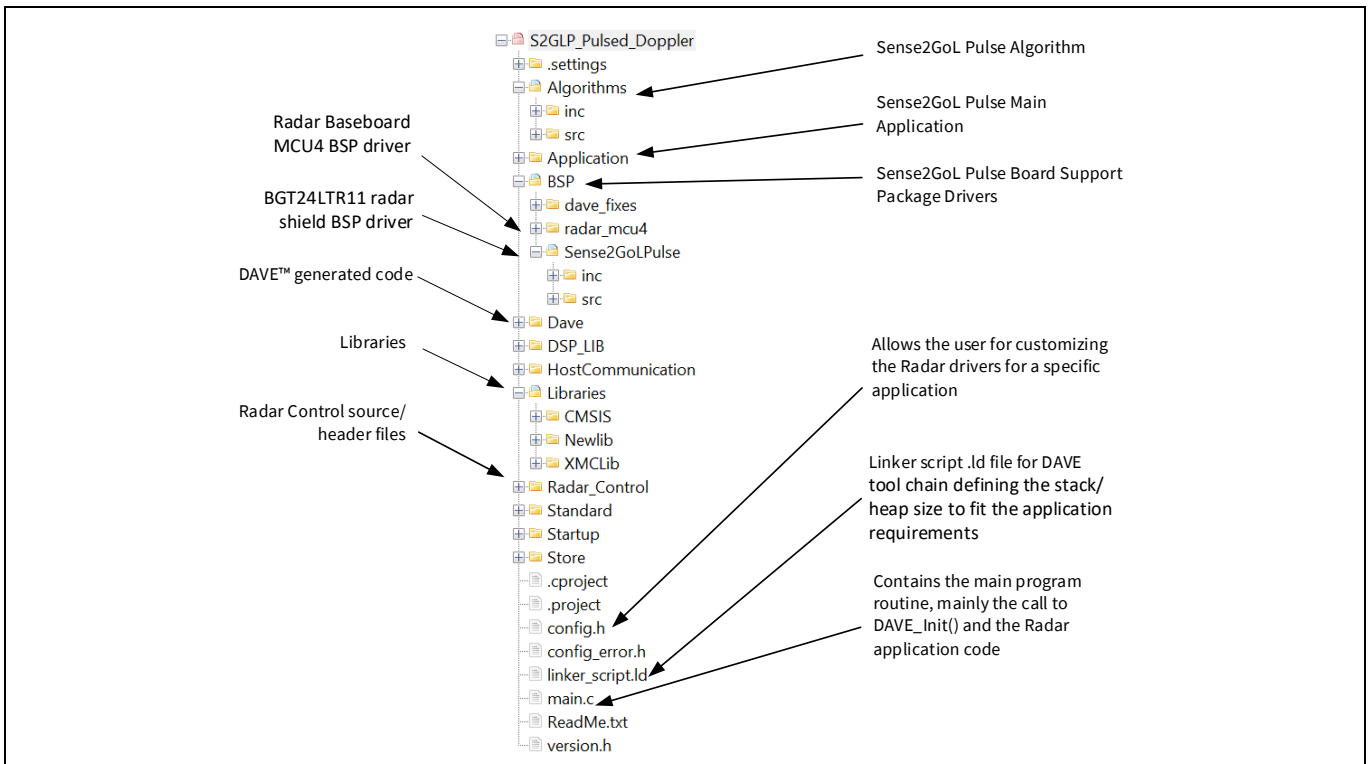 S2GLP_Pulsed_Doppler
.settings
Algorithms
inc
src
Application
BSP
dave_fixes
radar_mcu4
Sense2GoLPulse
inc
src
Dave
DSP_LIB
HostCommunication
Libraries
CMSIS
Newlib
XMCLib
Radar_Control
Standard
Startup
Store
.cproject
.project
config.h
config_error.h
linker_script.ld
main.c
ReadMe.txt
version.h
Radar Baseboard
MCU4 BSP driver
BGT24LTR11 radar
shield BSP driver
DAVE™ generated code
Libraries
Radar Control source/
header files
Sense2GoL Pulse Algorithm
Sense2GoL Pulse Main
Application
Sense2GoL Pulse Board Support
Package Drivers
Allows the user for customizing
the Radar drivers for a specific
application
Linker script .ld file for DAVE
tool chain defining the stack/
heap size to fit the application
requirements
Contains the main program
routine, mainly the call to
DAVE_Init() and the Radar
application code